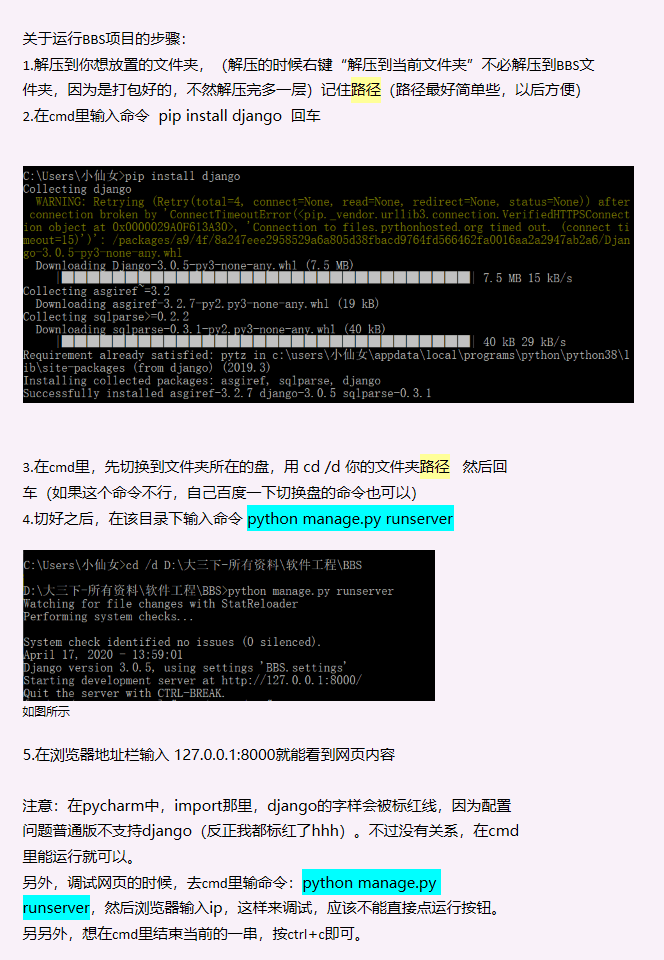 关于运行BBS项目的步骤：
1.解压到你想放置的文件夹，（解压的时候右键“解压到当前文件夹”不必解压到BBS文
件夹，因为是打包好的，不然解压完多一层）记住路径（路径最好简单些，以后方便）
2.在cmd里输入命令 pip install django 回车
C:\Users\小仙女>pip install django
Collecting django
WARNING: Retrying (Retry(total=4, connect=None, read=None, redirect=None, status=None)) after
connection broken by 'ConnectTimeoutError(<pip._vendor.urllib3.connection.VerifiedHTTPSConnect
ion object at 0x0000029A0F613A30>, 'Connection to files.pythonhosted.org timed out. (connect ti
meout=15)')': /packages/a9/4f/8a247eee2958529a6a805d38fbacd9764fd566462fa0016aa2a2947ab2a6/Djan
go-3.0.5-py3-none-any.whl
Downloading Django-3.0.5-py3-none-any.whl (7.5 MB)
7.5 MB 15 kB/s
Collecting asgiref~=3.2
Downloading asgiref-3.2.7-py2.py3-none-any.whl (19 kB)
Collecting sqlparse>=0.2.2
Downloading sqlparse-0.3.1-py2.py3-none-any.whl (40 kB)
40 kB 29 kB/s
Requirement already satisfied: pytz in c:\users\小仙女\appdata\local\programs\python\python38\l
ib\site-packages (from django) (2019.3)
Installing collected packages: asgiref, sqlparse, django
Successfully installed asgiref-3.2.7 django-3.0.5 sqlparse-0.3.1
3.在cmd里，先切换到文件夹所在的盘，用 cd /d 你的文件夹路径 然后回
车（如果这个命令不行，自己百度一下切换盘的命令也可以）
4.切好之后，在该目录下输入命令 python manage.py runserver
C:\Users\小仙女>cd /d D:\大三下-所有资料\软件工程\BBS
D:\大三下-所有资料\软件工程\BBS>python manage.py runserver
Watching for file changes with StatReloader
Performing system checks...
System check identified no issues (0 silenced).
April 17, 2020 - 13:59:01
Django version 3.0.5, using settings 'BBS.settings'
Starting development server at http://127.0.0.1:8000/
Quit the server with CTRL-BREAK.
如图所示
5.在浏览器地址栏输入 127.0.0.1:8000就能看到网页内容
注意：在pycharm中，import那里，django的字样会被标红线，因为配置
问题普通版不支持django（反正我都标红了hhh）。不过没有关系，在cmd
里能运行就可以。
另外，调试网页的时候，去cmd里输命令：python manage.py
runserver，然后浏览器输入ip，这样来调试，应该不能直接点运行按钮。
另另外，想在cmd里结束当前的一串，按ctrl+c即可。